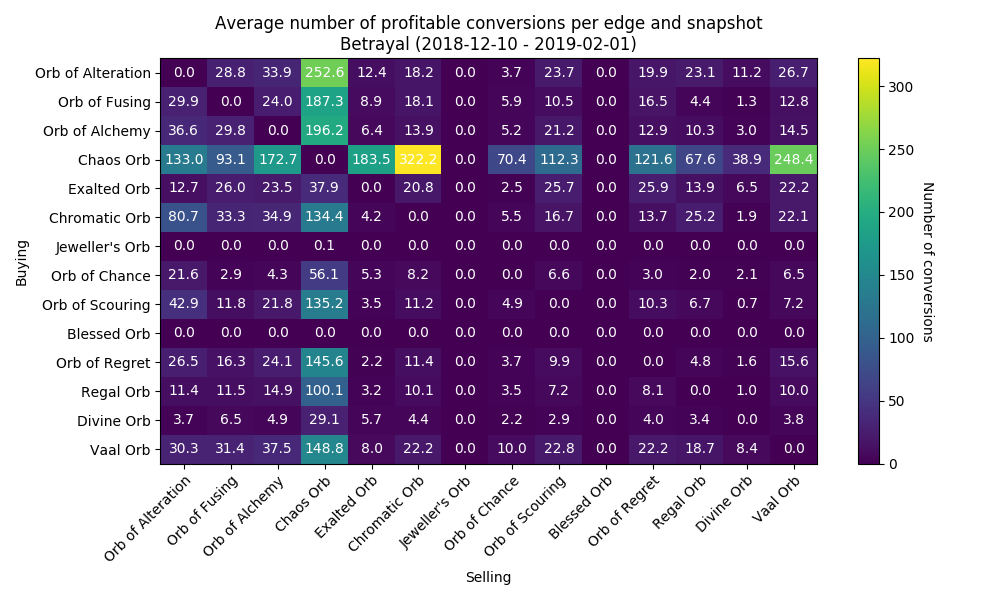 Average number of profitable conversions per edge and snapshot
Betrayal (2018-12-10 - 2019-02-01)
Buying
Orb of Alteration 0.0 28.8 33.9 252.6 12.4 18.2 0.0 3.7 23.7 0.0 19.9 23.1 11.2 26.7
Orb of Fusing 29.9 0.0 24.0 187.3 8.9 18.1 0.0 5.9 10.5 0.0 16.5 4.4 1.3 12.8
Orb of Alchemy 36.6 29.8 0.0 196.2 6.4 13.9 0.0 5.2 21.2 0.0 12.9 10.3 3.0 14.5
Chaos Orb 133.0 93.1 172.7 0.0 183.5 322.2 0.0 70.4 112.3 0.0 121.6 67.6 38.9 248.4
Exalted Orb 12.7 26.0 23.5 37.9 0.0 20.8 0.0 2.5 25.7 0.0 25.9 13.9 6.5 22.2
Chromatic Orb 80.7 33.3 34.9 134.4 4.2 0.0 0.0 5.5 16.7 0.0 13.7 25.2 1.9 22.1
Jeweller's Orb 0.0 0.0 0.0 0.1 0.0 0.0 0.0 0.0 0.0 0.0 0.0 0.0 0.0 0.0
Orb of Chance 21.6 2.9 4.3 56.1 5.3 8.2 0.0 0.0 6.6 0.0 3.0 2.0 2.1 6.5
Orb of Scouring 42.9 11.8 21.8 135.2 3.5 11.2 0.0 4.9 0.0 0.0 10.3 6.7 0.7 7.2
Blessed Orb 0.0 0.0 0.0 0.0 0.0 0.0 0.0 0.0 0.0 0.0 0.0 0.0 0.0 0.0
Orb of Regret 26.5 16.3 24.1 145.6 2.2 11.4 0.0 3.7 9.9 0.0 0.0 4.8 1.6 15.6
Regal Orb 11.4 11.5 14.9 100.1 3.2 10.1 0.0 3.5 7.2 0.0 8.1 0.0 1.0 10.0
Divine Orb 3.7 6.5 4.9 29.1 5.7 4.4 0.0 2.2 2.9 0.0 4.0 3.4 0.0 3.8
Vaal Orb 30.3 31.4 37.5 148.8 8.0 22.2 0.0 10.0 22.8 0.0 22.2 18.7 8.4 0.0
Orb of Alteration
Orb of Fusing
Orb of Alchemy
Chaos Orb
Exalted Orb
Chromatic Orb
Jeweller's Orb
Orb of Chance
Orb of Scouring
Blessed Orb
Orb of Regret
Regal Orb
Divine Orb
Vaal Orb
Selling
300
250
200
150
100
50
0
Number of conversions